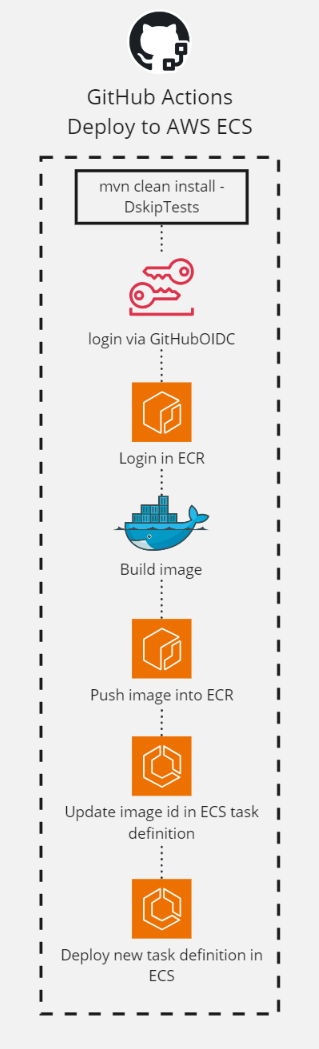 GitHub Actions
Deploy to AWS ECS
mvn clean install -
DskipTests
login via GitHubOIDC
Login in ECR
Build image
Push image into ECR
Update image id in ECS task
definition
Deploy new task definition in
ECS